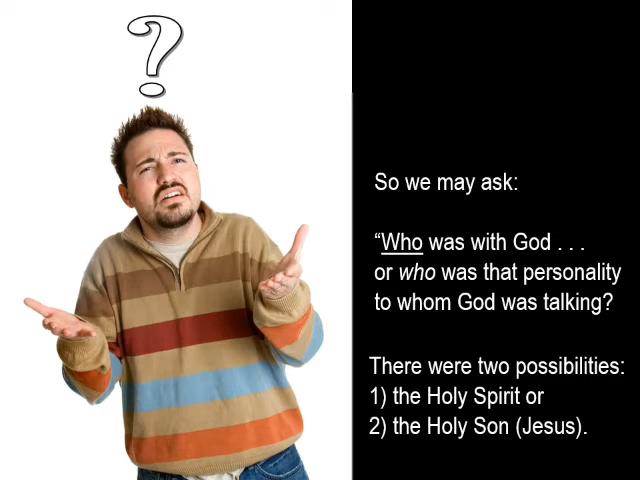 ?
So we may ask:
“Who was with God . . .
or who was that personality
to whom God was talking?
There were two possibilities:
1) the Holy Spirit or
2) the Holy Son (Jesus).